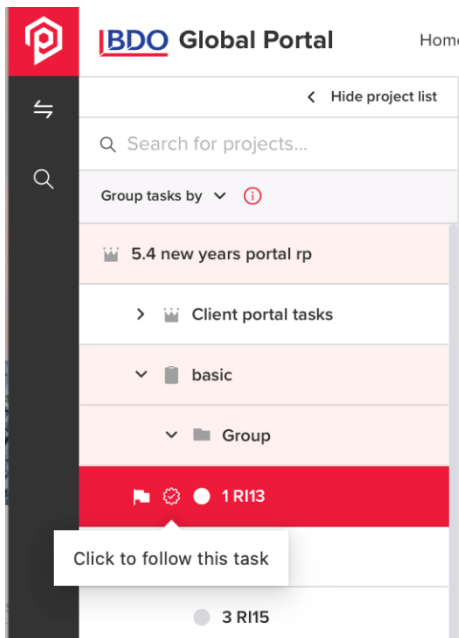 BDO Global Portal
Hide project list
Search for projects...
Group tasks by
5.4 new years portal rp
Client portal tasks
basic
Group
1 RI13
Click to follow this task
3 RI15